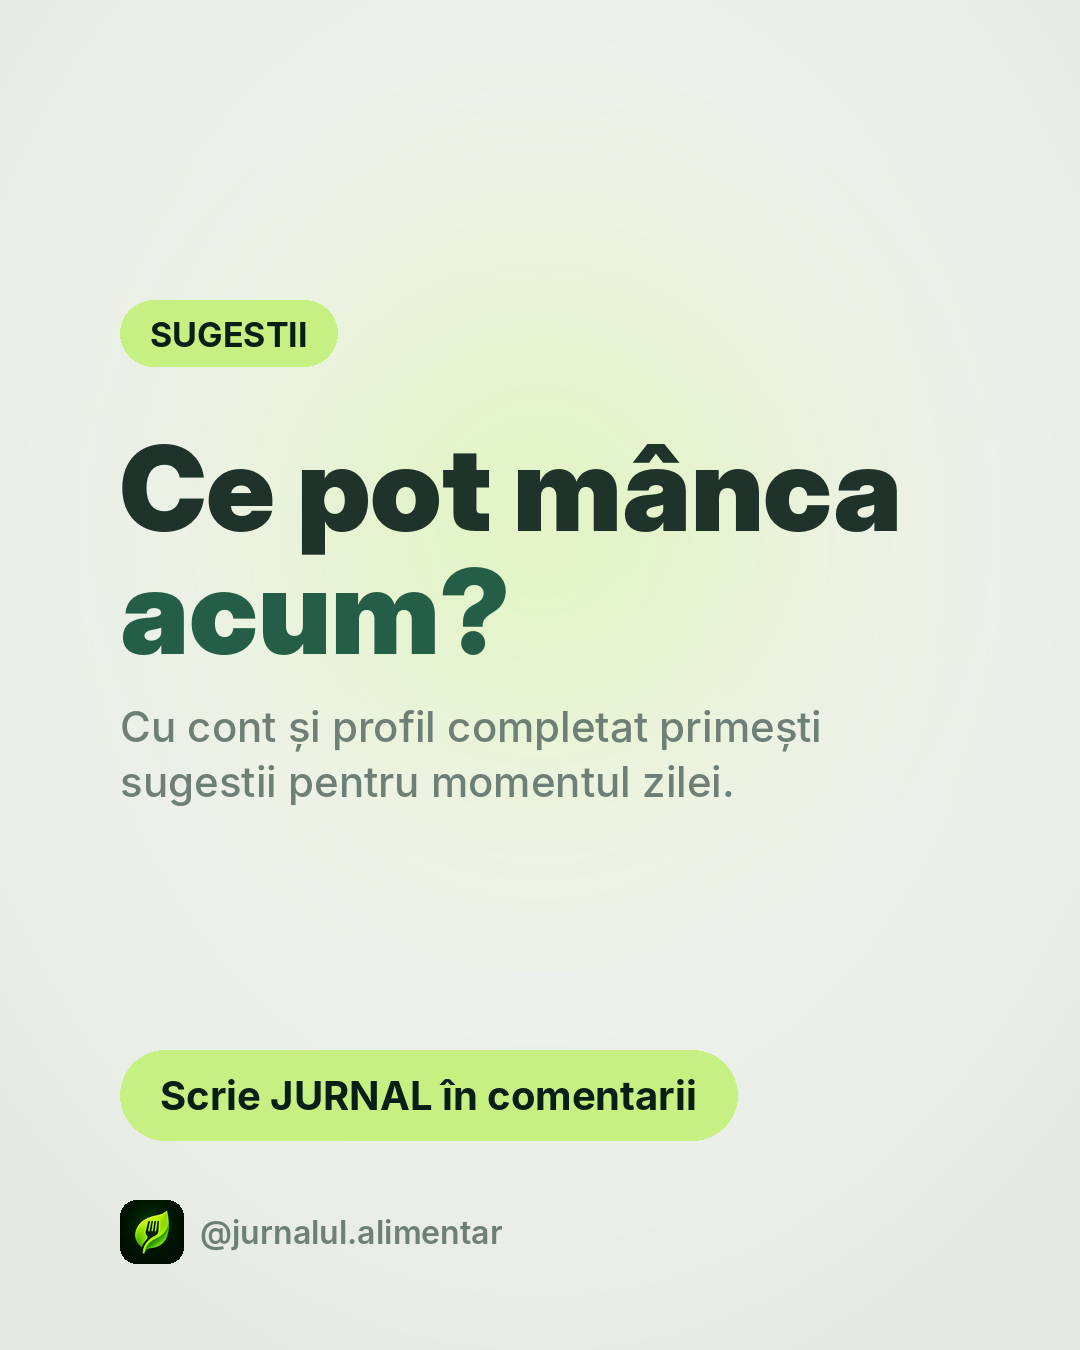 SUGESTII
Ce pot mânca
acum?
Cu cont și profil completat primești
sugestii pentru momentul zilei.
Scrie JURNAL în comentarii
@jurnalul.alimentar